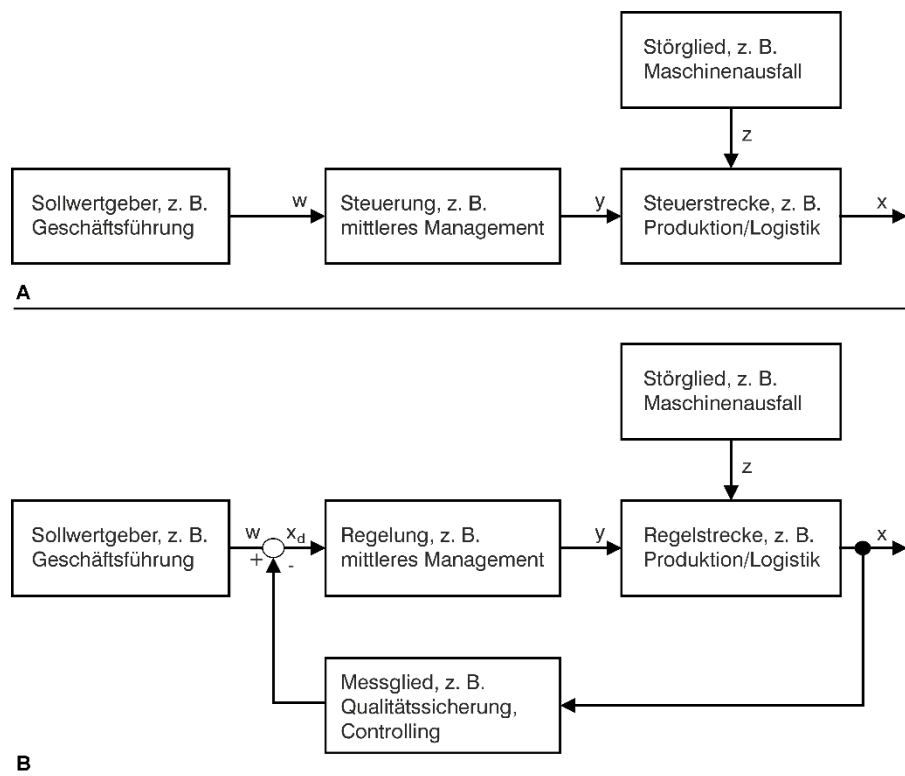 Störglied, z. B.
Maschinenausfall
z
Sollwertgeber, z. B.
Geschäftsführung
w
Steuerung, z. B.
mittleres Management
y
Steuerstrecke, z. B.
Produktion/Logistik
x
A
Störglied, z. B.
Maschinenausfall
z
Sollwertgeber, z. B.
Geschäftsführung
w
+
-
x_d
Regelung, z. B.
mittleres Management
y
Regelstrecke, z. B.
Produktion/Logistik
x
Messglied, z. B.
Qualitätssicherung,
Controlling
B